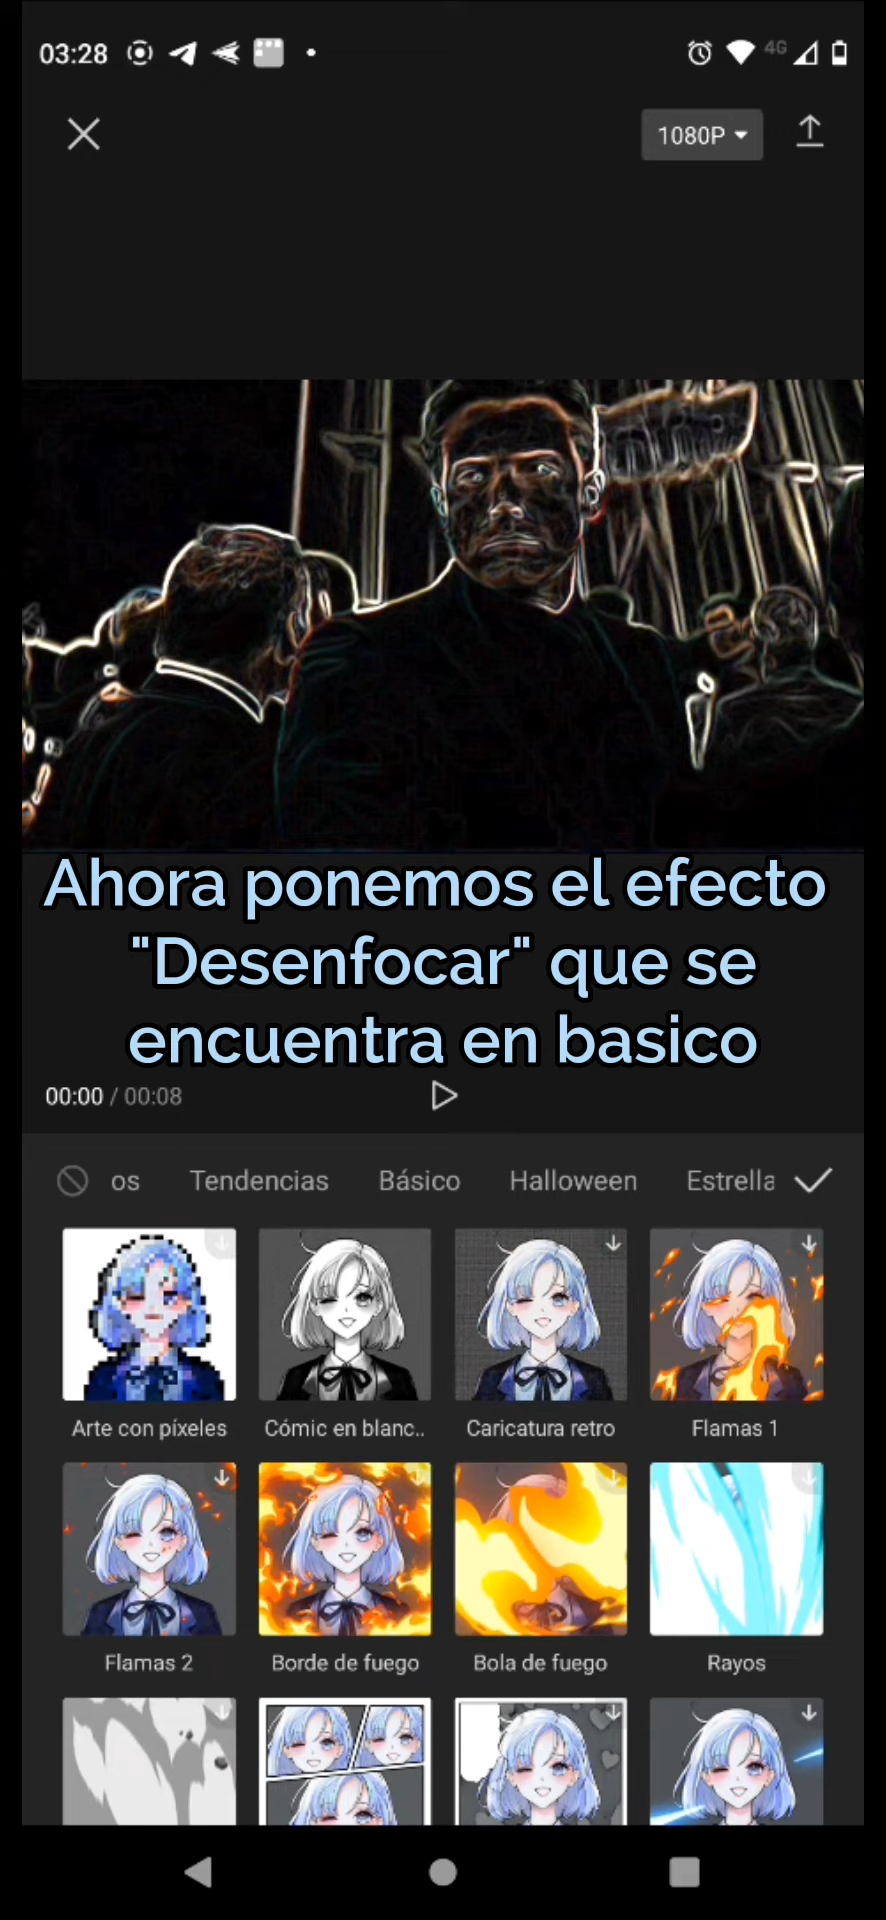 03:28
4G
1080P
Ahora ponemos el efecto
"Desenfocar" que se
encuentra en basico
00:00 / 00:08
os Tendencias Básico Halloween Estrella
Arte con píxeles Cómic en blanc.. Caricatura retro Flamas 1
Flamas 2 Borde de fuego Bola de fuego Rayos